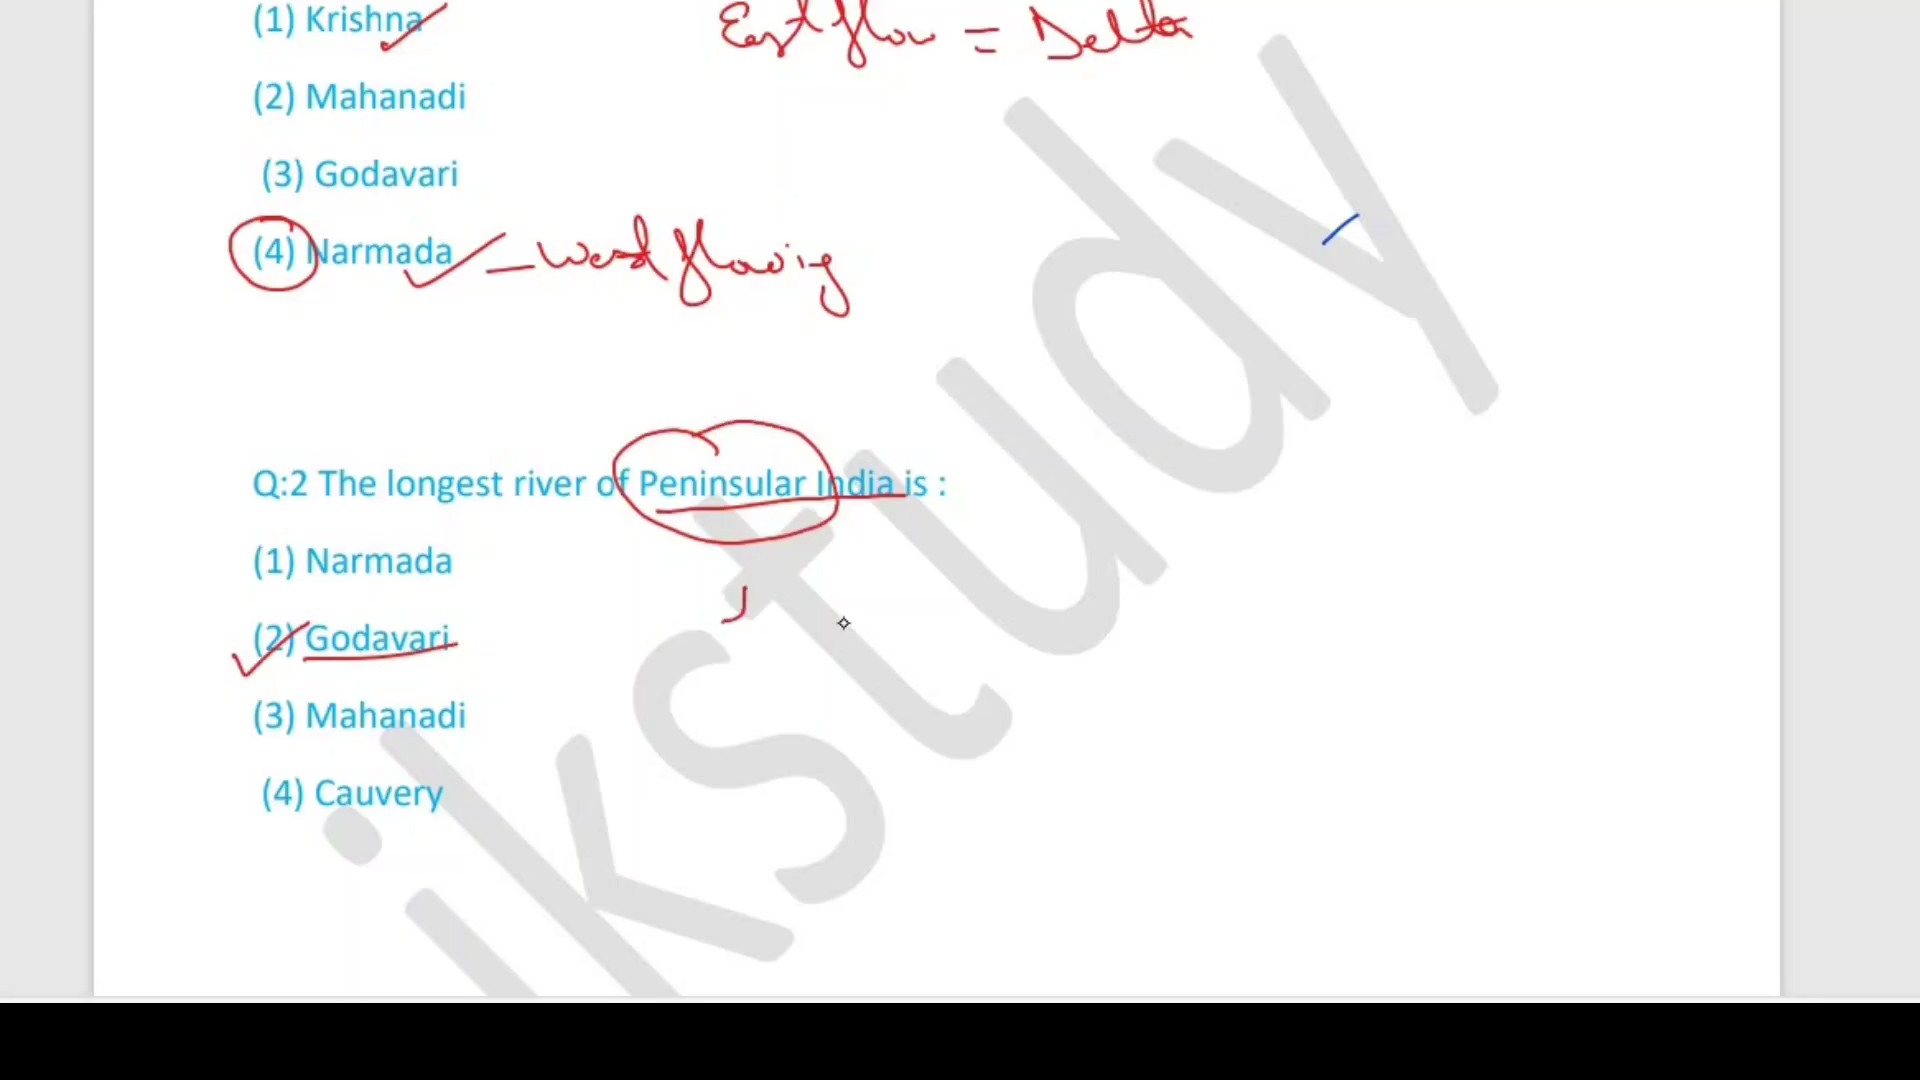 (1) Krishna
East flow = Delta
(2) Mahanadi
(3) Godavari
(4) Narmada - West flowing
Q:2 The longest river of Peninsular India is :
(1) Narmada
(2) Godavari
(3) Mahanadi
(4) Cauvery
ikstudy